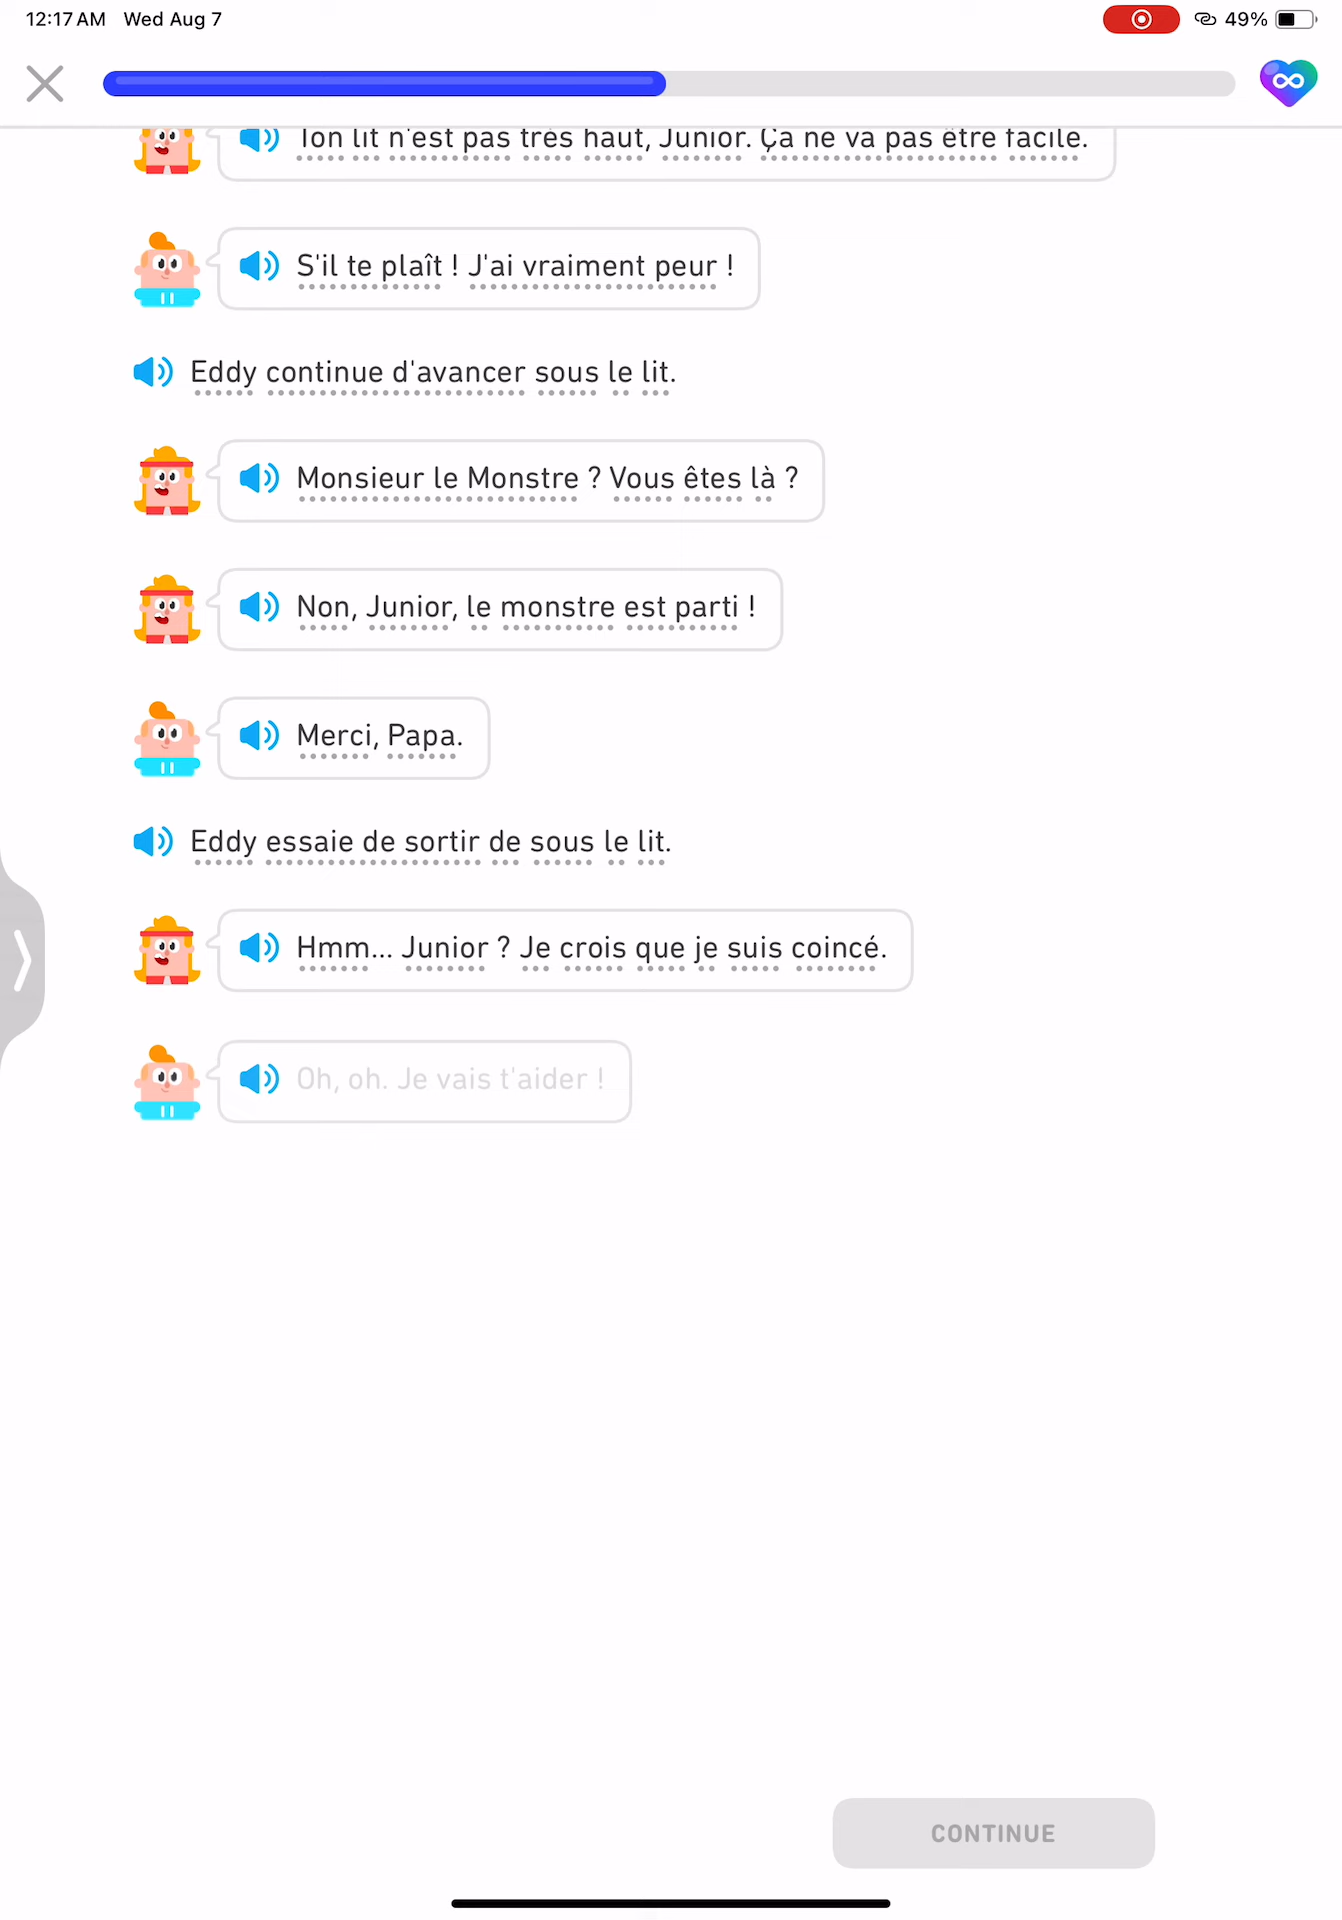 12:17 AM Wed Aug 7
49%
Ton lit n'est pas très haut, Junior. Ça ne va pas être facile.
S'il te plaît ! J'ai vraiment peur !
Eddy continue d'avancer sous le lit.
Monsieur le Monstre ? Vous êtes là ?
Non, Junior, le monstre est parti !
Merci, Papa.
Eddy essaie de sortir de sous le lit.
Hmm... Junior ? Je crois que je suis coincé.
Oh, oh. Je vais t'aider !
CONTINUE